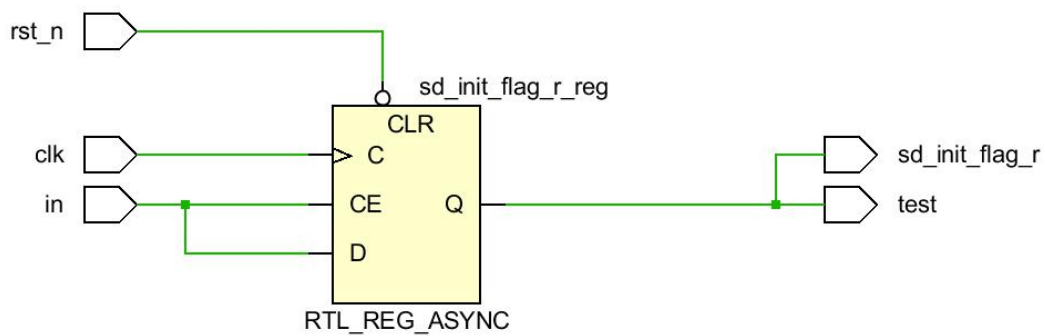 rst_n
sd_init_flag_r_reg
CLR
clk
C
sd_init_flag_r
in
CE
Q
test
D
RTL_REG_ASYNC